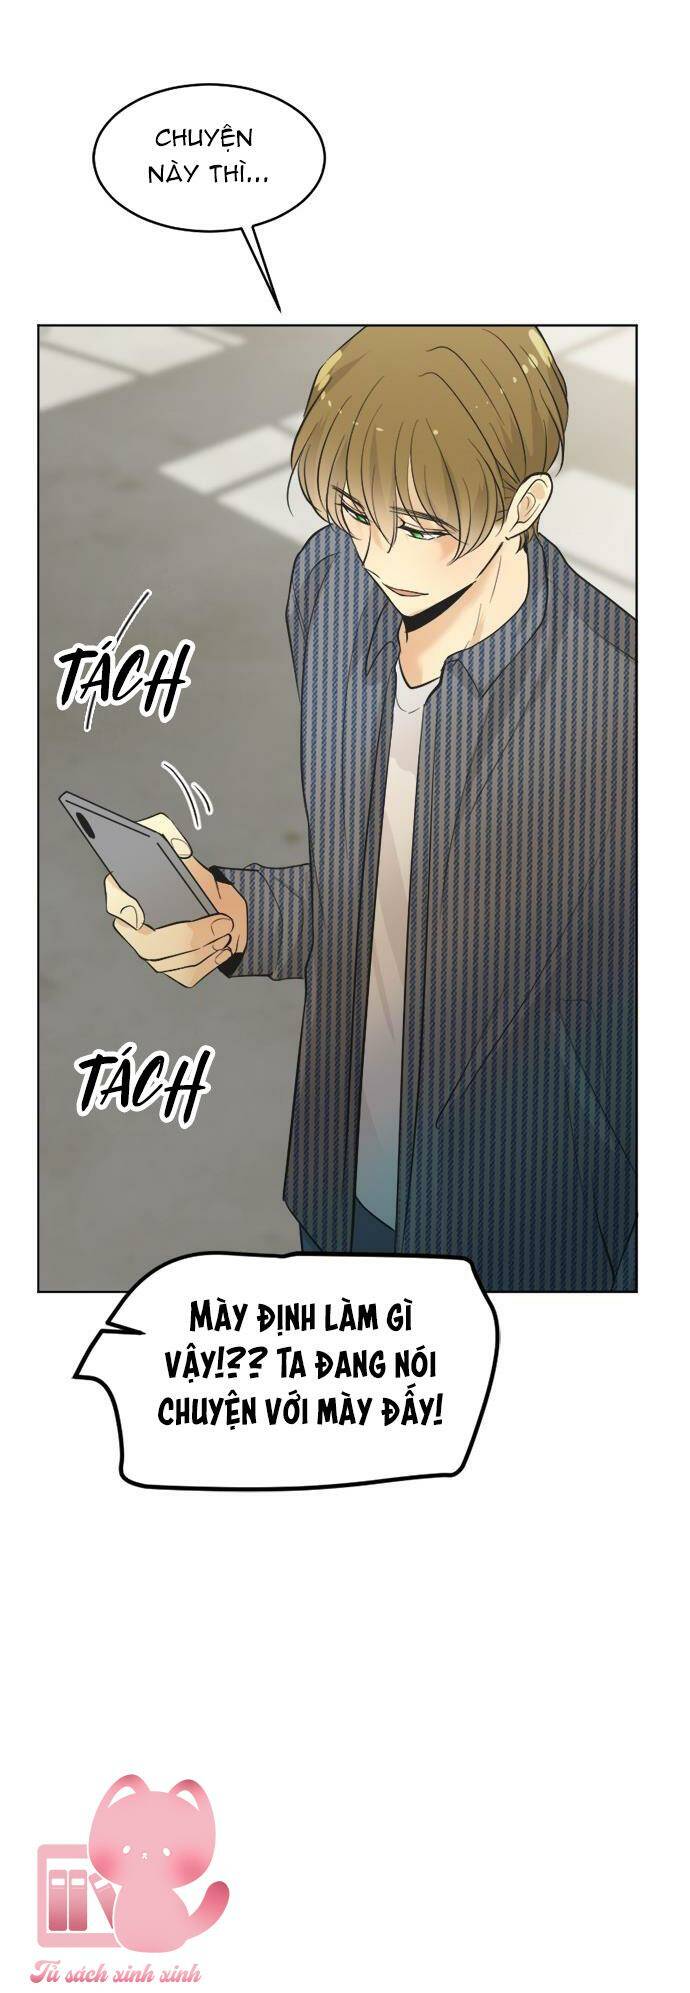 CHUYỆN
NÀY THÌ...
TÁCH
TÁCH
MÀY ĐỊNH LÀM GÌ
VẬY!?? TA ĐANG NÓI
CHUYỆN VỚI MÀY ĐẤY!
Tủ sách xinh xinh